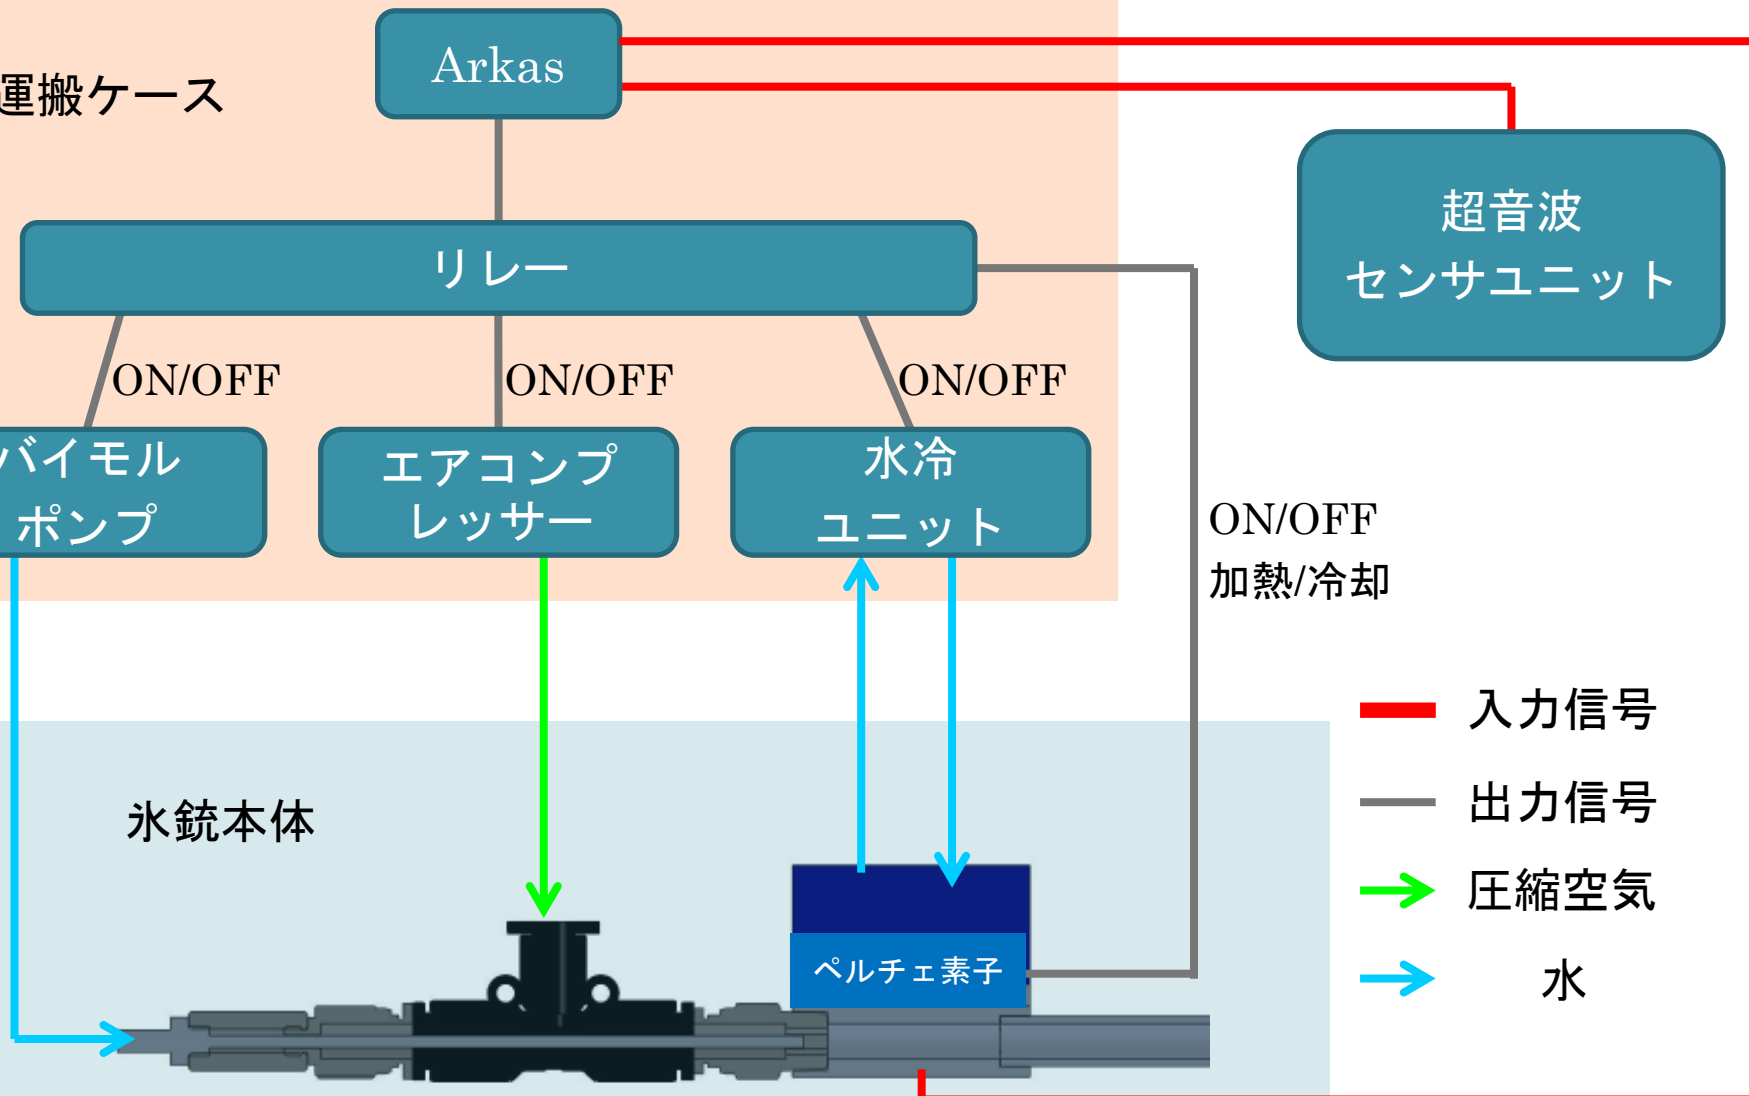 Arkas
運搬ケース
リレー
超音波
センサユニット
ON/OFF
ON/OFF
ON/OFF
バイモル
ポンプ
エアコンプ
レッサー
水冷
ユニット
ON/OFF
加熱/冷却
入力信号
出力信号
圧縮空気
水
氷銃本体
ペルチェ素子